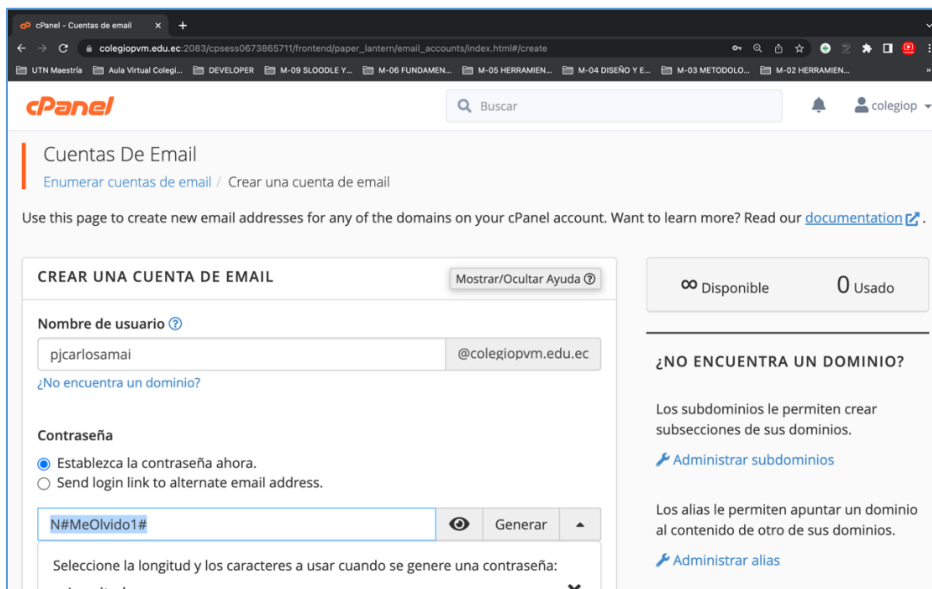 cPanel - Cuentas de email
colegiopvm.edu.ec:2083/cpsess0673865711/frontend/paper_lantern/email_accounts/index.html#/create
UTN Maestría Aula Virtual Colegi... DEVELOPER M-09 SLOODLE Y... M-06 FUNDAMEN... M-05 HERRAMIEN... M-04 DISEÑO Y E... M-03 METODOLO... M-02 HERRAMIEN...
cPanel Buscar colegiop
Cuentas De Email
Enumerar cuentas de email / Crear una cuenta de email
Use this page to create new email addresses for any of the domains on your cPanel account. Want to learn more? Read our documentation.
CREAR UNA CUENTA DE EMAIL
Mostrar/Ocultar Ayuda
Nombre de usuario
pjcarlosamai @colegiopvm.edu.ec
¿No encuentra un dominio?
Contraseña
Establezca la contraseña ahora.
Send login link to alternate email address.
N#MeOlvido1# Generar
Seleccione la longitud y los caracteres a usar cuando se genere una contraseña:
∞ Disponible 0 Usado
¿NO ENCUENTRA UN DOMINIO?
Los subdominios le permiten crear
subsecciones de sus dominios.
Administrar subdominios
Los alias le permiten apuntar un dominio
al contenido de otro de sus dominios.
Administrar alias